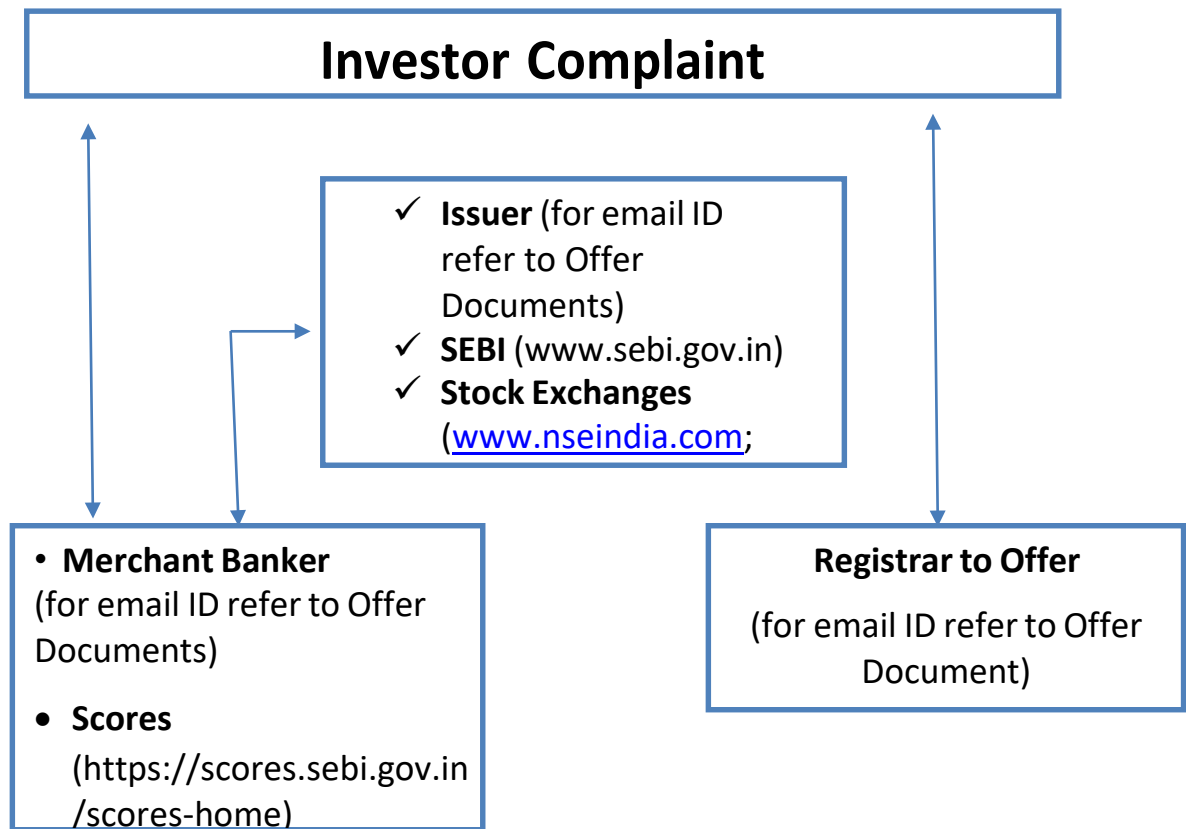 Investor Complaint
✓ Issuer (for email ID
refer to Offer
Documents)
✓ SEBI (www.sebi.gov.in)
✓ Stock Exchanges
(www.nseindia.com;
• Merchant Banker
(for email ID refer to Offer
Documents)
• Scores
(https://scores.sebi.gov.in
/scores-home)
Registrar to Offer
(for email ID refer to Offer
Document)